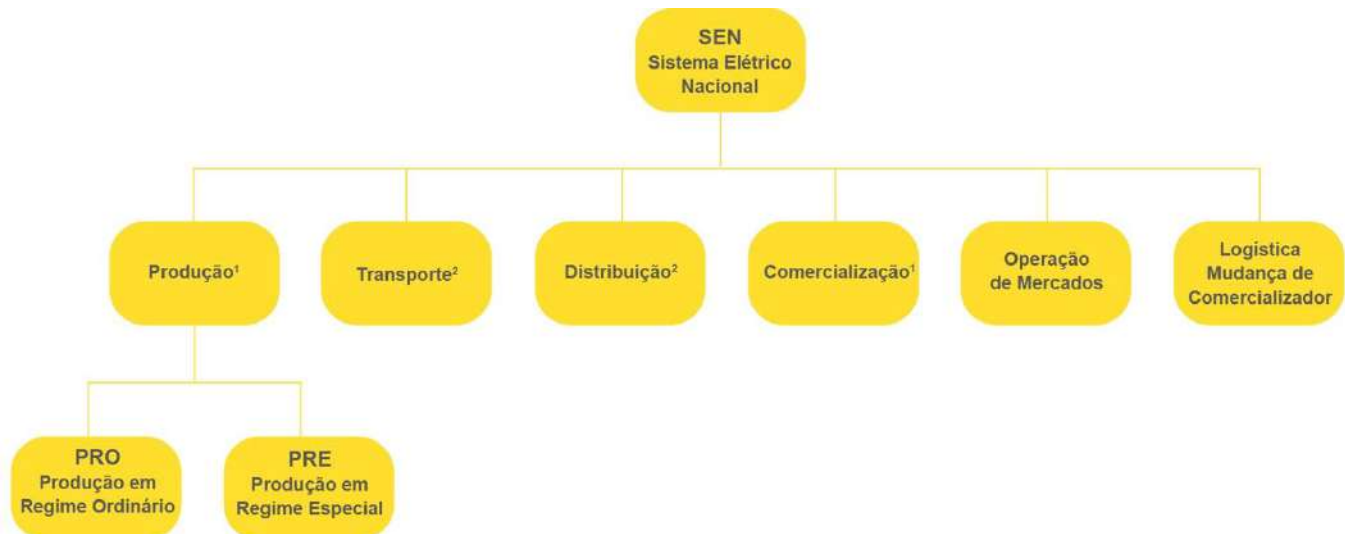 SEN
Sistema Elétrico
Nacional
Produção¹
Transporte²
Distribuição²
Comercialização¹
Operação
de Mercados
Logística
Mudança de
Comercializador
PRO
Produção em
Regime Ordinário
PRE
Produção em
Regime Especial